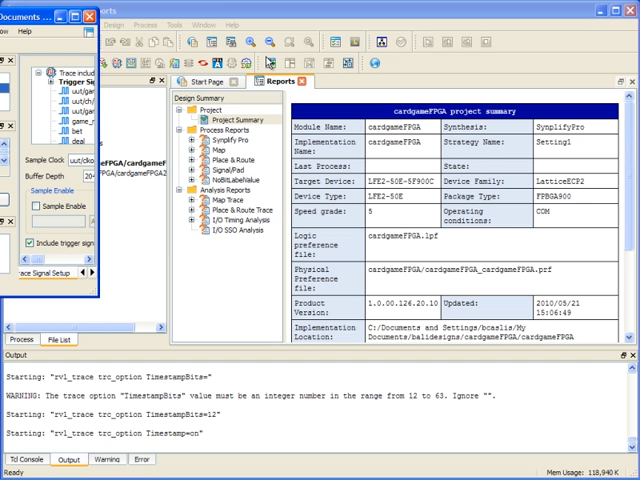 Documents ...
orts
ow Help
Design Process Tools Window Help
Trace includ
Trigger Sig
uut/gar
uut/ch/
uut/gar
game_r
bet
deal
Sample Clock: uut/clko
Buffer Depth 204
Sample Enable
Sample Enable
Include trigger sign
race Signal Setup
FPGA/cardgameFPGA
FPGA/cardgameFPGA2
Process File List
Start Page Reports
Design Summary
Project
Project Summary
Process Reports
Synplify Pro
Map
Place & Route
Signal/Pad
NoBitLabelValue
Analysis Reports
Map Trace
Place & Route Trace
I/O Timing Analysis
I/O SSO Analysis
cardgameFPGA project summary
Module Name: cardgameFPGA Synthesis: SynplifyPro
Implementation Name: cardgameFPGA Strategy Name: Setting1
Last Process: State:
Target Device: LFE2-50E-5F900C Device Family: LatticeECP2
Device Type: LFE2-50E Package Type: FPBGA900
Speed grade: 5 Operating conditions: COM
Logic preference file: cardgameFPGA.lpf
Physical Preference file: cardgameFPGA/cardgameFPGA_cardgameFPGA.prf
Product Version: 1.0.00.126.20.10 Updated: 2010/05/21 15:06:49
Implementation Location: C:/Documents and Settings/bcaslis/My Documents/balidesigns/cardgameFPGA/cardgameFPGA
Output
Starting: "rvl_trace trc_option TimestampBits="
WARNING: The trace option "TimestampBits" value must be an integer number in the range from 12 to 63. Ignore "".
Starting: "rvl_trace trc_option TimestampBits=12"
Starting: "rvl_trace trc_option Timestamp=on"
Tcl Console Output Warning Error
Ready
Mem Usage: 118,940 K